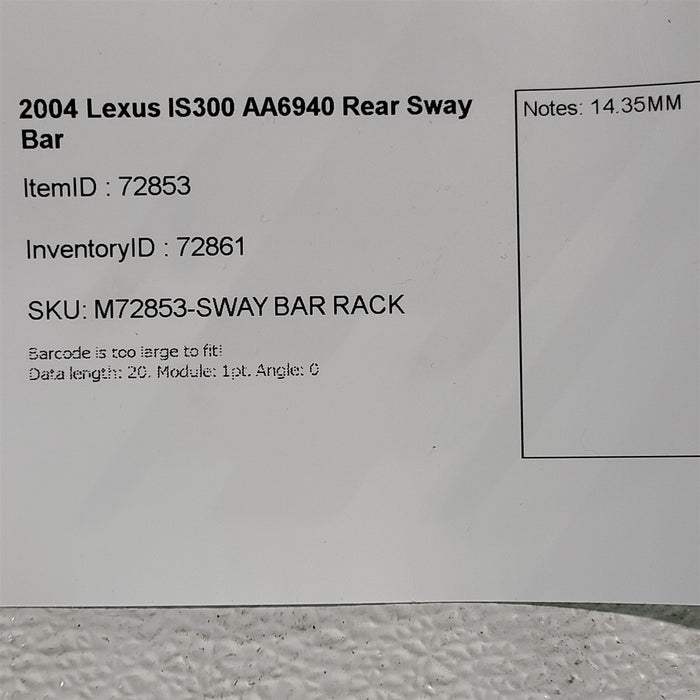 2004 Lexus IS300 AA6940 Rear Sway
Bar
ItemID : 72853
InventoryID : 72861
SKU: M72853-SWAY BAR RACK
Barcode is too large to fit!
Data length: 20, Module: 1pt. Angle: 0
Notes: 14.35MM